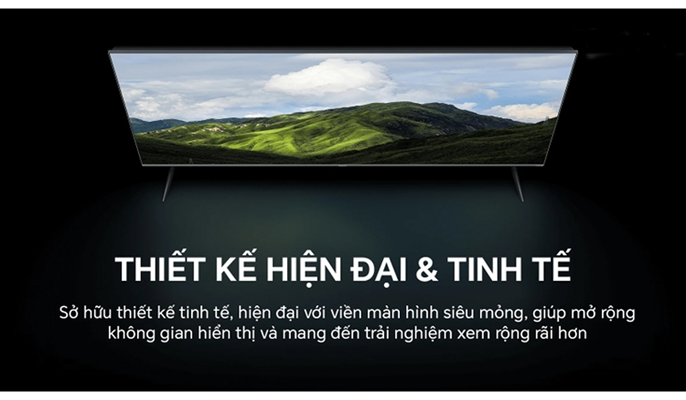 THIẾT KẾ HIỆN ĐẠI & TINH TẾ
Sở hữu thiết kế tinh tế, hiện đại với viền màn hình siêu mỏng, giúp mở rộng
không gian hiển thị và mang đến trải nghiệm xem rộng rãi hơn